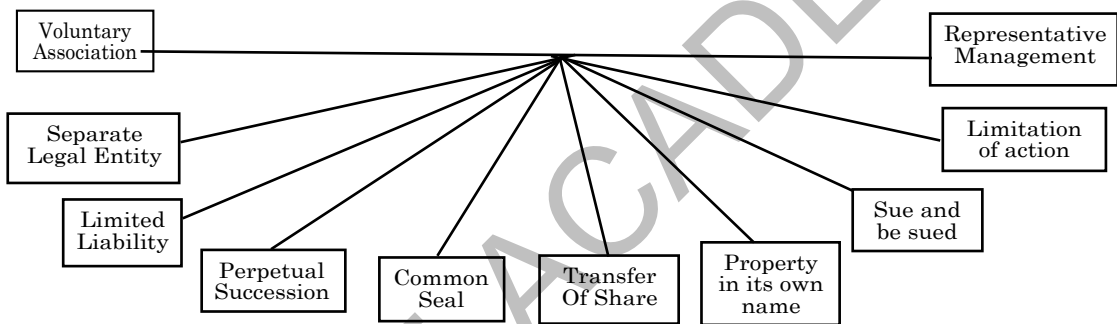 Voluntary
Association
Representative
Management
Separate
Legal Entity
Limitation
of action
Limited
Liability
Sue and
be sued
Perpetual
Succession
Common
Seal
Transfer
Of Share
Property
in its own
name